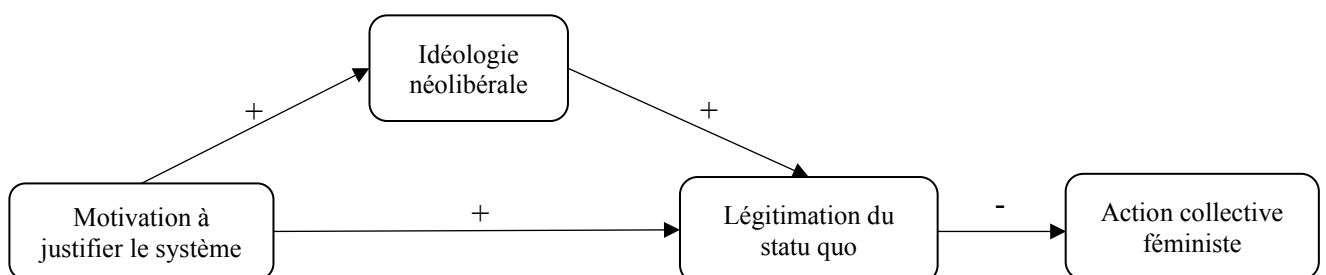 Idéologie
néolibérale
+
+
Motivation à
justifier le système
+
Légitimation du
statu quo
-
Action collective
féministe